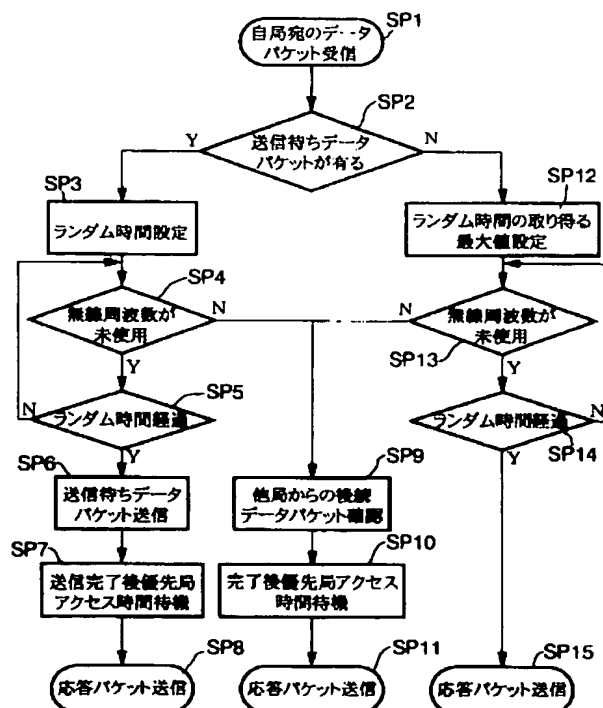 SP1
自局宛のデータ
パケット受信
SP2
送信待ちデータ
パケットが有る
Y
N
SP3
ランダム時間設定
SP12
ランダム時間の取り得る
最大値設定
SP4
無線周波数が
未使用
N
Y
N
無線周波数が
未使用
SP13
Y
SP5
N
ランダム時間経過
Y
ランダム時間経過
N
SP14
Y
SP6
送信待ちデータ
パケット送信
SP9
他局からの後続
データパケット確認
SP7
送信完了後優先局
アクセス時間待機
SP10
完了後優先局アクセス
時間待機
SP8
応答パケット送信
SP11
応答パケット送信
SP15
応答パケット送信